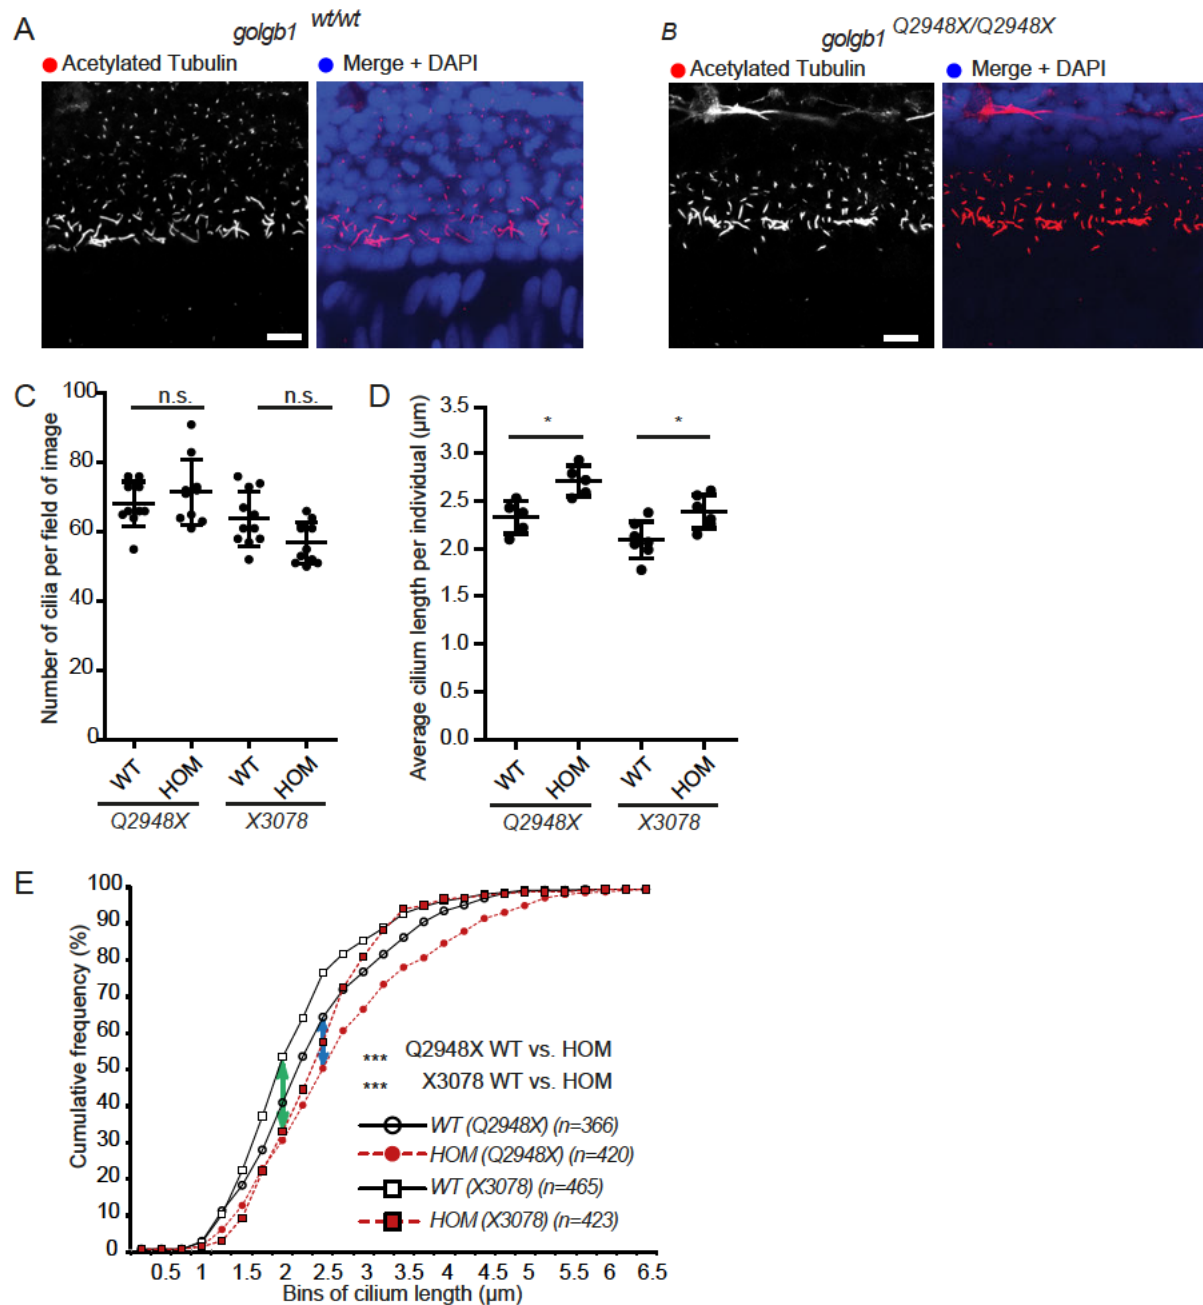 A
golgb1 wt/wt
Acetylated Tubulin
Merge + DAPI
B
golgb1 Q2948X/Q2948X
Acetylated Tubulin
Merge + DAPI
C
n.s.
n.s.
Number of cilia per field of image
100
80
60
40
20
0
WT
HOM
WT
HOM
Q2948X
X3078
D
*
*
Average cilium length per individual (µm)
3.5
3.0
2.5
2.0
1.5
1.0
0.5
0.0
WT
HOM
WT
HOM
Q2948X
X3078
E
Cumulative frequency (%)
100
90
80
70
60
50
40
30
20
10
0
*** Q2948X WT vs. HOM
*** X3078 WT vs. HOM
WT (Q2948X) (n=366)
HOM (Q2948X) (n=420)
WT (X3078) (n=465)
HOM (X3078) (n=423)
0.5 1 1.5 2 2.5 3 3.5 4 4.5 5 5.5 6 6.5
Bins of cilium length (µm)